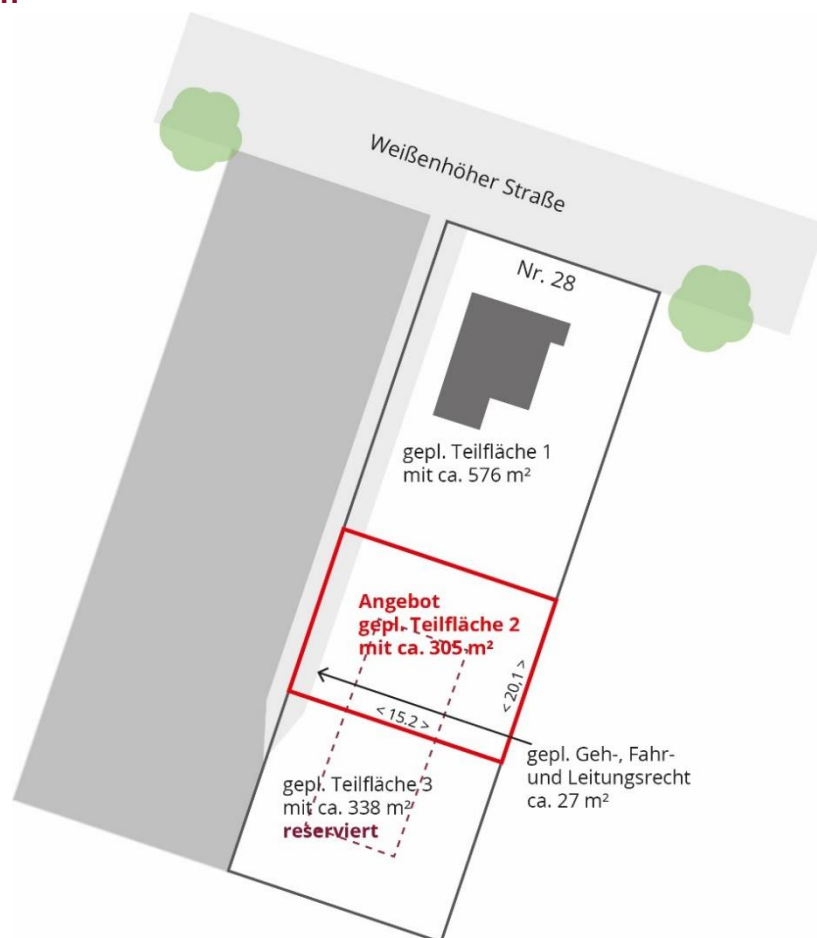 Weißenhöher Straße
Nr. 28
gepl. Teilfläche 1
mit ca. 576 m²
Angebot
gepl. Teilfläche 2
mit ca. 305 m²
< 20,1 >
< 15.2 >
gepl. Geh-, Fahr-
und Leitungsrecht
ca. 27 m²
gepl. Teilfläche 3
mit ca. 338 m²
reserviert